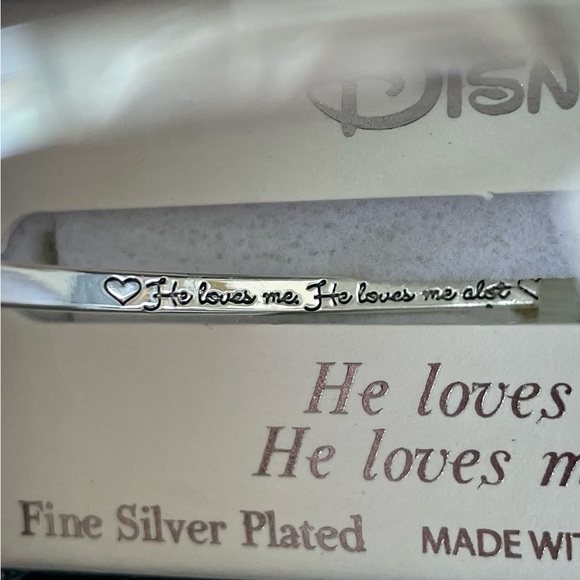 DISN
He loves me. He loves me alot
He loves
He loves m
Fine Silver Plated MADE WIT